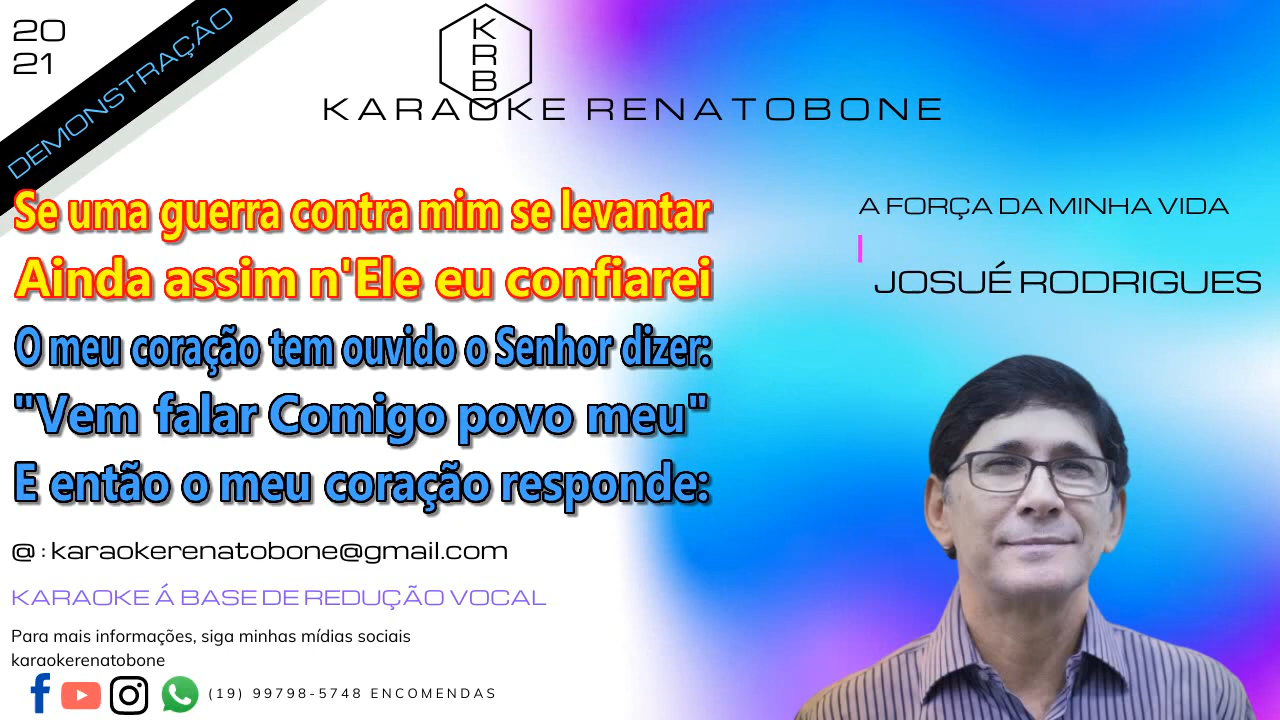 20
21
DEMONSTRAÇÃO
K
R
B
KARAOKE RENATOBONE
Se uma guerra contra mim se levantar
Ainda assim n'Ele eu confiarei
O meu coração tem ouvido o Senhor dizer:
"Vem falar Comigo povo meu"
E então o meu coração responde:
A FORÇA DA MINHA VIDA
JOSUÉ RODRIGUES
@ : karaokerenatobone@gmail.com
KARAOKE Á BASE DE REDUÇÃO VOCAL
Para mais informações, siga minhas mídias sociais
karaokerenatobone
(19) 99798-5748 ENCOMENDAS